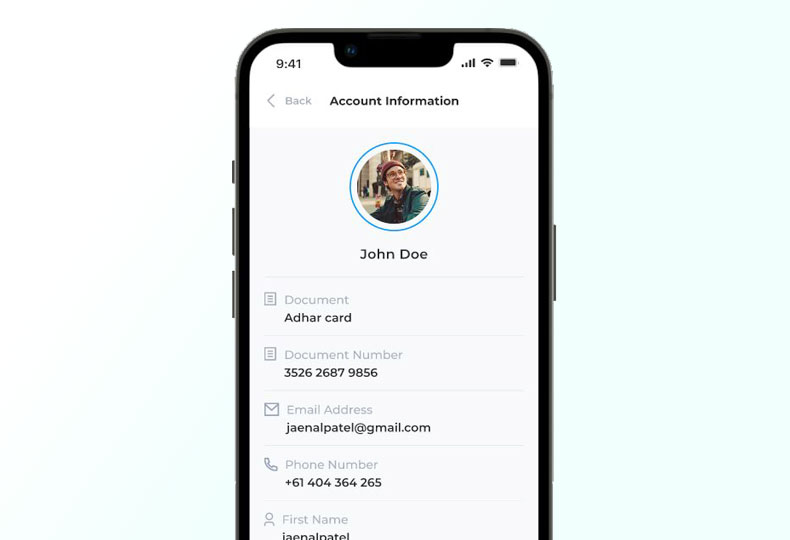 9:41
Back Account Information
John Doe
Document
Adhar card
Document Number
3526 2687 9856
Email Address
jaenalpatel@gmail.com
Phone Number
+61 404 364 265
First Name
jaenalpatel